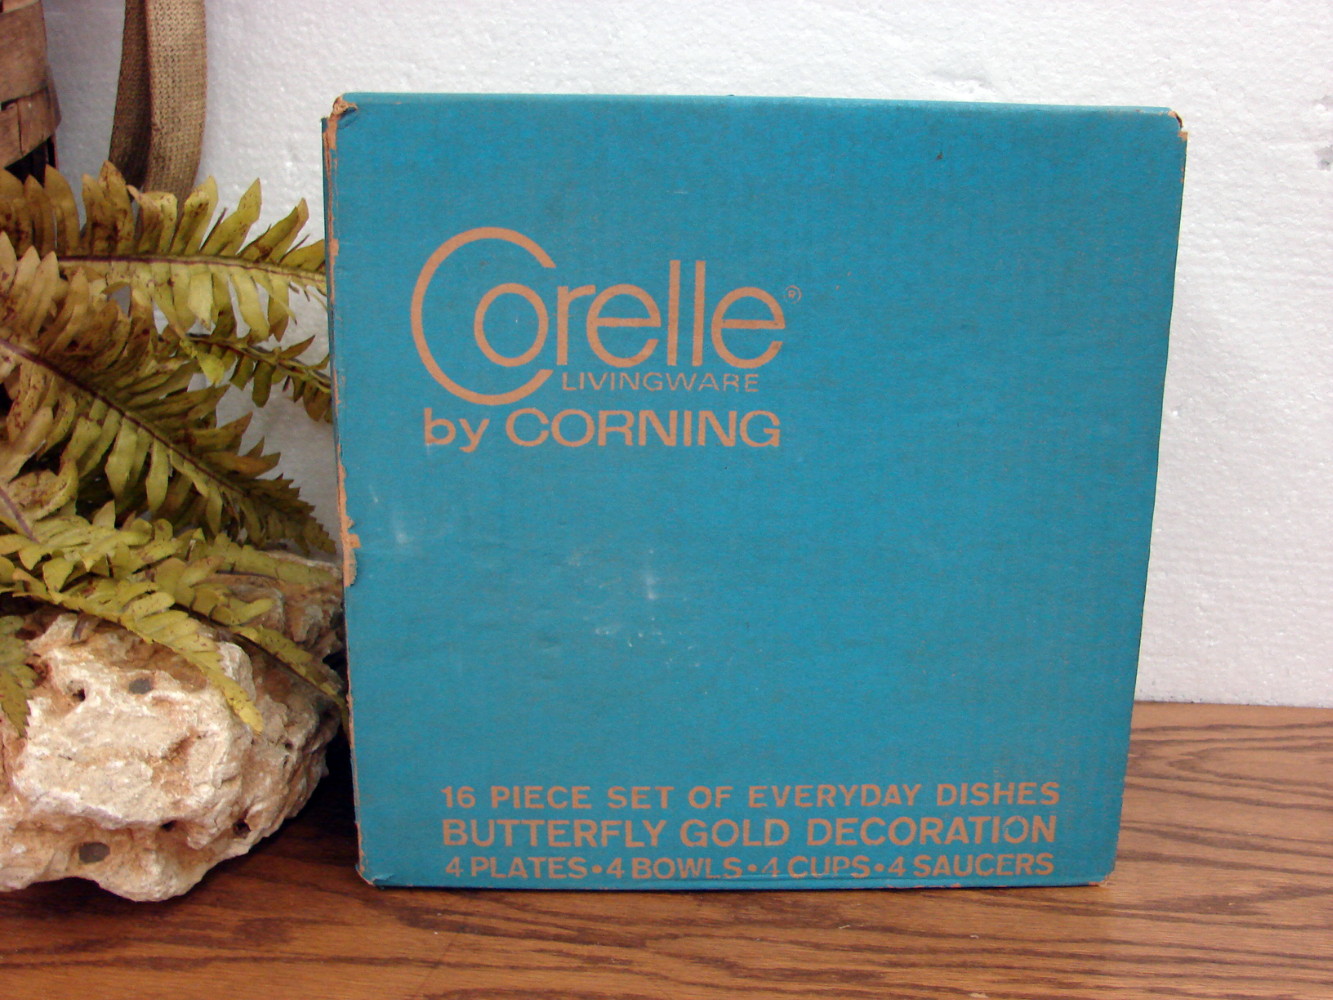 Corelle®
LIVINGWARE
by CORNING
16 PIECE SET OF EVERYDAY DISHES
BUTTERFLY GOLD DECORATION
4 PLATES•4 BOWLS•4 CUPS•4 SAUCERS